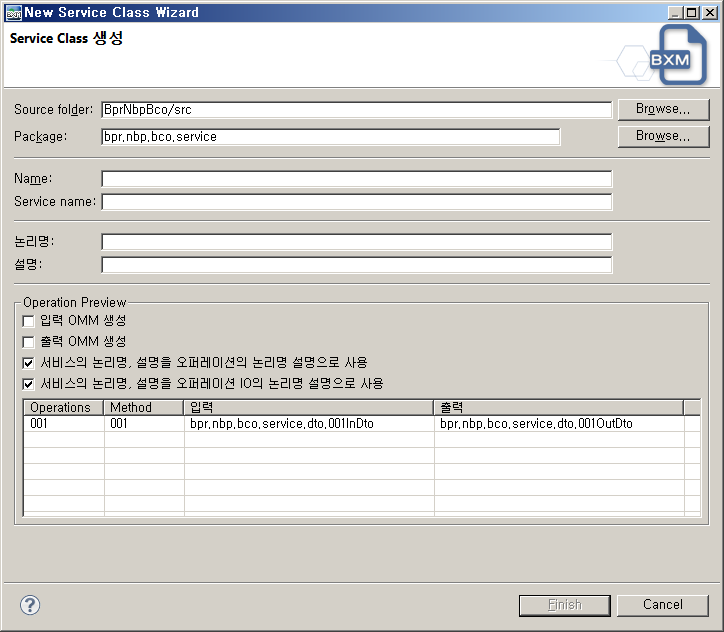 BXM New Service Class Wizard
Service Class 생성
BXM
Source folder: BprNbpBco/src Browse...
Package: bpr.nbp.bco.service Browse...
Name:
Service name:
논리명:
설명:
Operation Preview
입력 OMM 생성
출력 OMM 생성
서비스의 논리명, 설명을 오퍼레이션의 논리명 설명으로 사용
서비스의 논리명, 설명을 오퍼레이션 IO의 논리명 설명으로 사용
Operations Method 입력 출력
001 001 bpr.nbp.bco.service.dto.001InDto bpr.nbp.bco.service.dto.001OutDto
? Finish Cancel